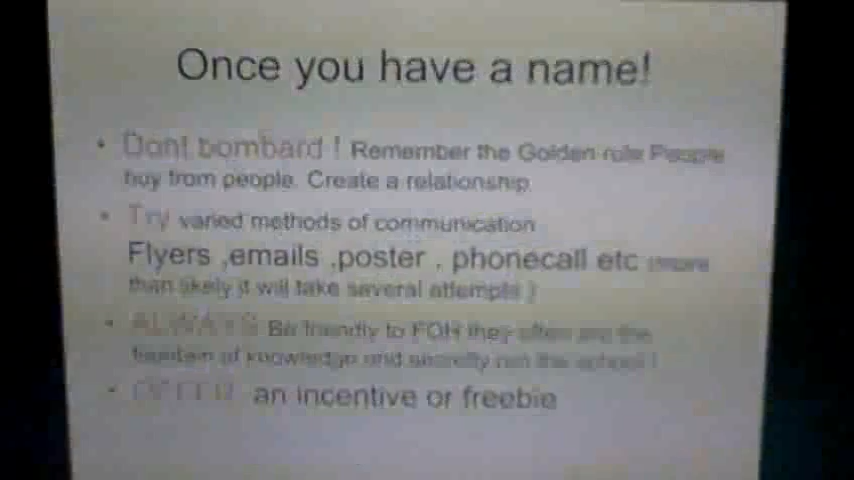 Once you have a name!
• Dont bombard ! Remember the Golden rule People
buy from people. Create a relationship
• Try varied methods of communication
Flyers ,emails ,poster , phonecall etc (more
than likely it will take several attempts )
• ALWAYS Be friendly to FOH they often are the
fountain of knowledge and secretly run the school !
• OFFER an incentive or freebie